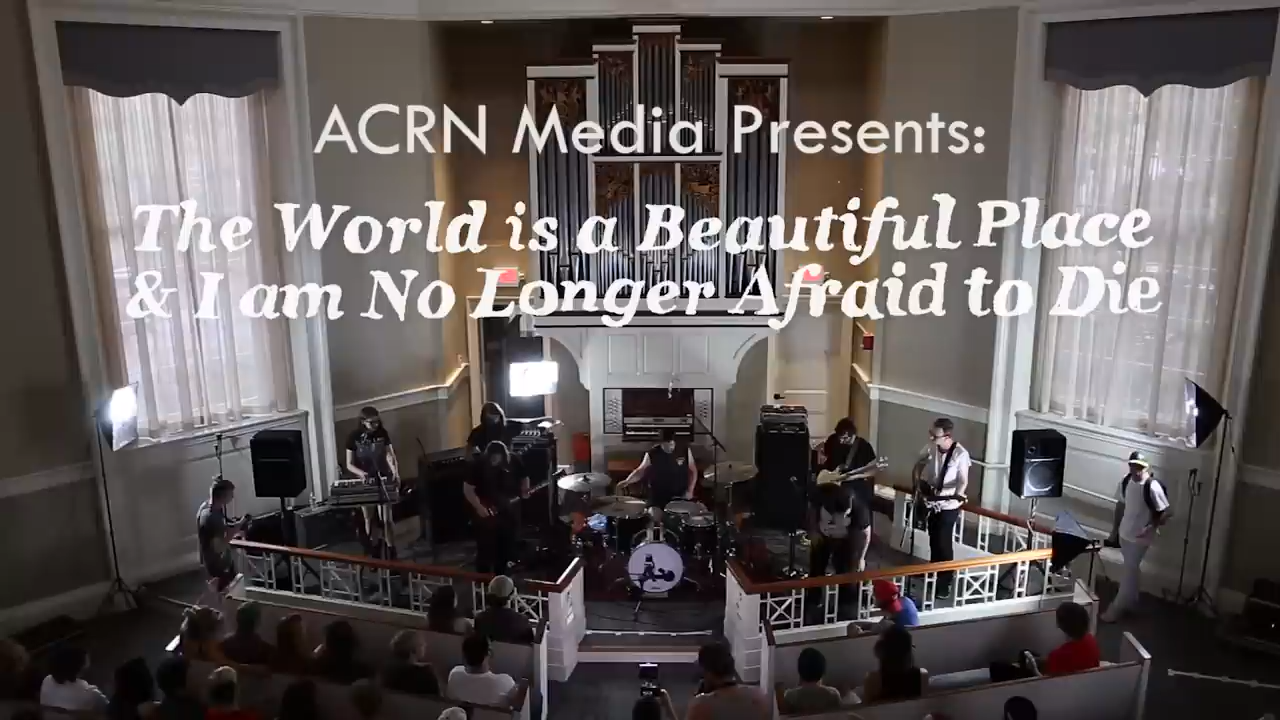 ACRN Media Presents:
The World is a Beautiful Place
& I am No Longer Afraid to Die